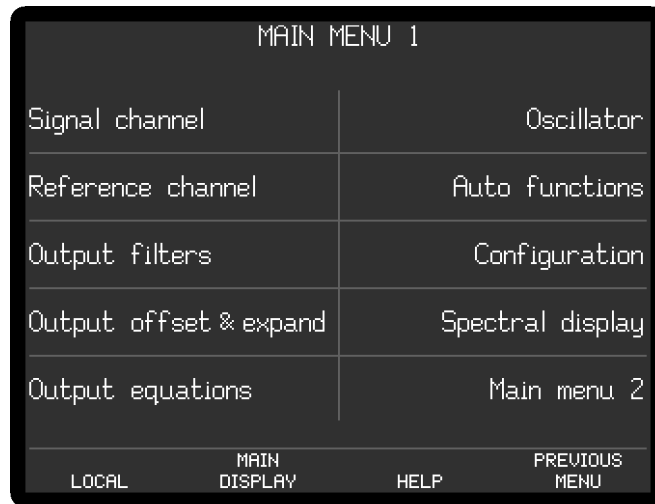 MAIN MENU 1
Signal channel
Oscillator
Reference channel
Auto functions
Output filters
Configuration
Output offset & expand
Spectral display
Output equations
Main menu 2
LOCAL
MAIN
DISPLAY
HELP
PREVIOUS
MENU